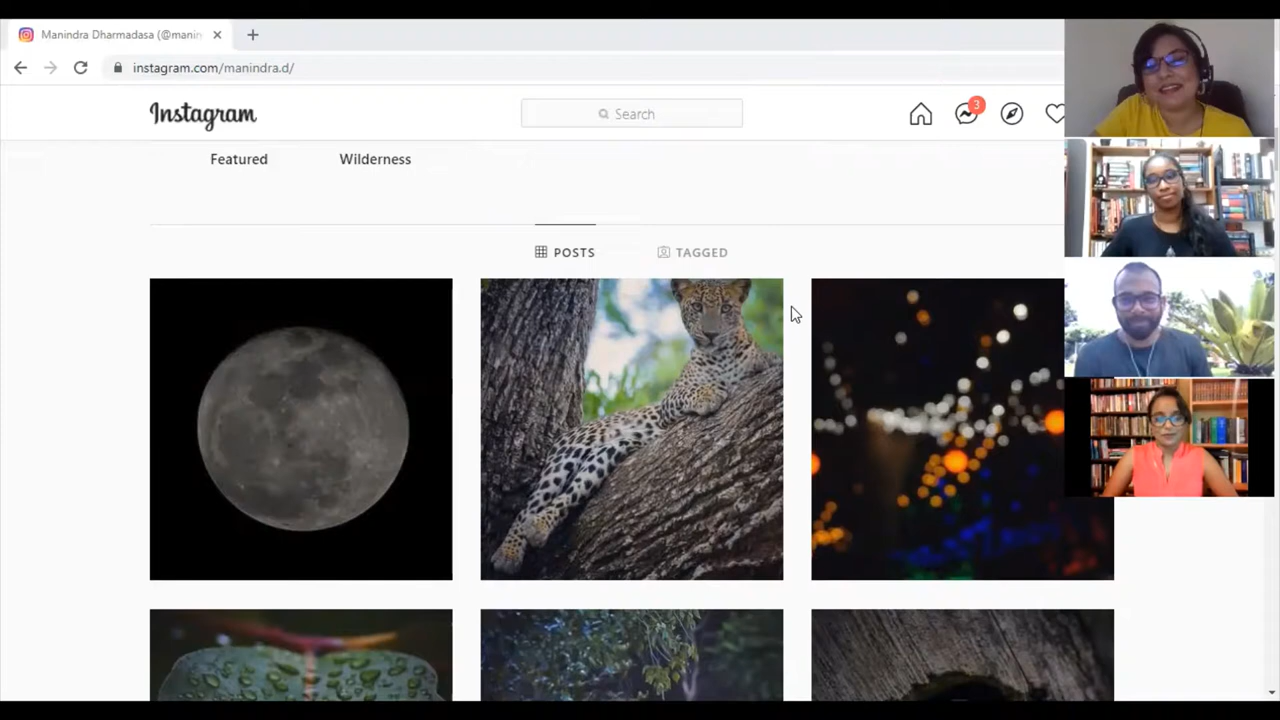 Manindra Dharmadasa (@manin
instagram.com/manindra.d/
Instagram
Search
3
Featured
Wilderness
POSTS
TAGGED